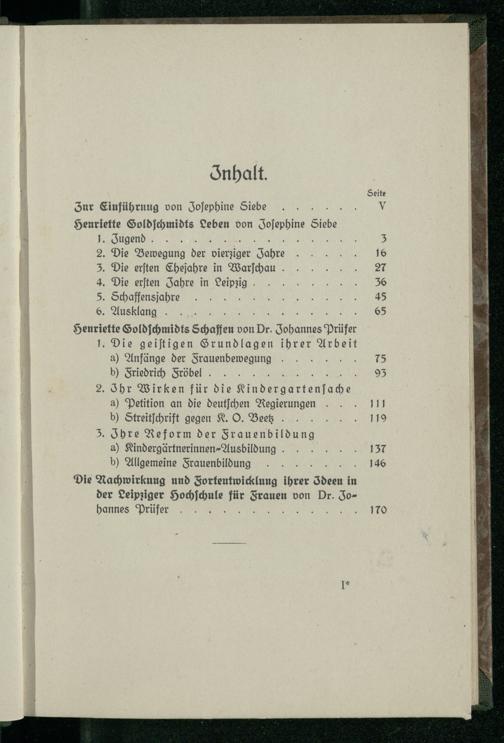 Inhalt.
Seite
Zur Einführung von Josephine Siebe . . . . . . V
Henriette Goldschmidts Leben von Josephine Siebe
1. Jugend . . . . . . . . . . . . . . . 3
2. Die Bewegung der vierziger Jahre . . . . 16
3. Die ersten Ehejahre in Warschau . . . . . . 27
4. Die ersten Jahre in Leipzig . . . . . . . . 36
5. Schaffensjahre . . . . . . . . . . . . 45
6. Ausklang . . . . . . . . . . . . . . 65
Henriette Goldschmidts Schaffen von Dr. Johannes Prüfer
1. Die geistigen Grundlagen ihrer Arbeit
a) Anfänge der Frauenbewegung . . . . . . 75
b) Friedrich Fröbel . . . . . . . . . . . 93
2. Ihr Wirken für die Kindergartensache
a) Petition an die deutschen Regierungen . . . 111
b) Streitschrift gegen K. O. Beetz . . . . . . 119
3. Ihre Reform der Frauenbildung
a) Kindergärtnerinnen-Ausbildung . . . . . . 137
b) Allgemeine Frauenbildung . . . . . . . 146
Die Nachwirkung und Fortentwicklung ihrer Ideen in
der Leipziger Hochschule für Frauen von Dr. Jo-
hannes Prüfer . . . . . . . . . . . . . 170
I*